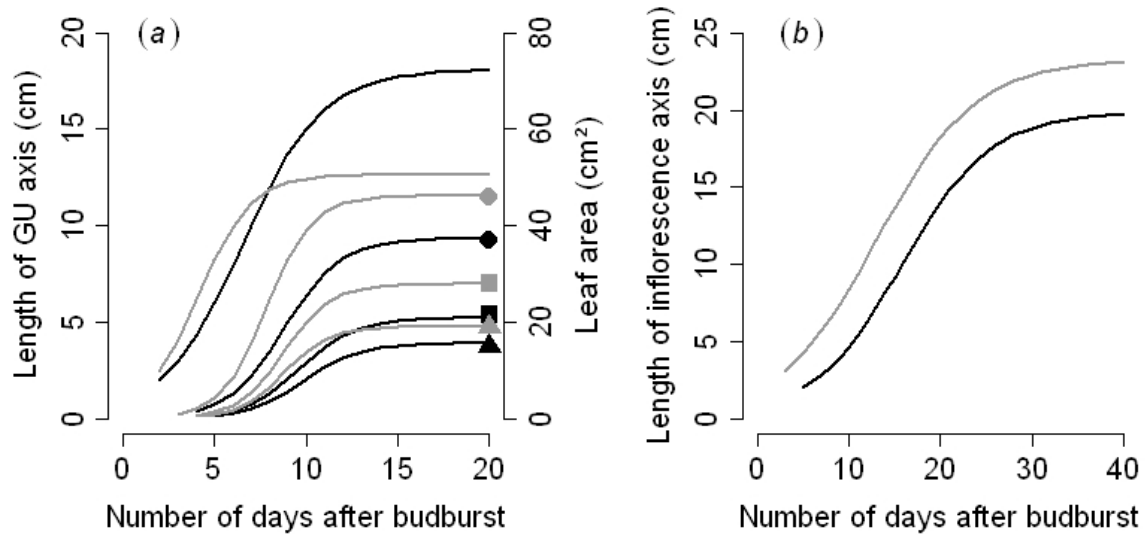 (a)
Length of GU axis (cm)
20
15
10
5
0
80
60
40
20
0
Leaf area (cm²)
0 5 10 15 20
Number of days after budburst
(b)
Length of inflorescence axis (cm)
25
20
15
10
5
0
0 10 20 30 40
Number of days after budburst